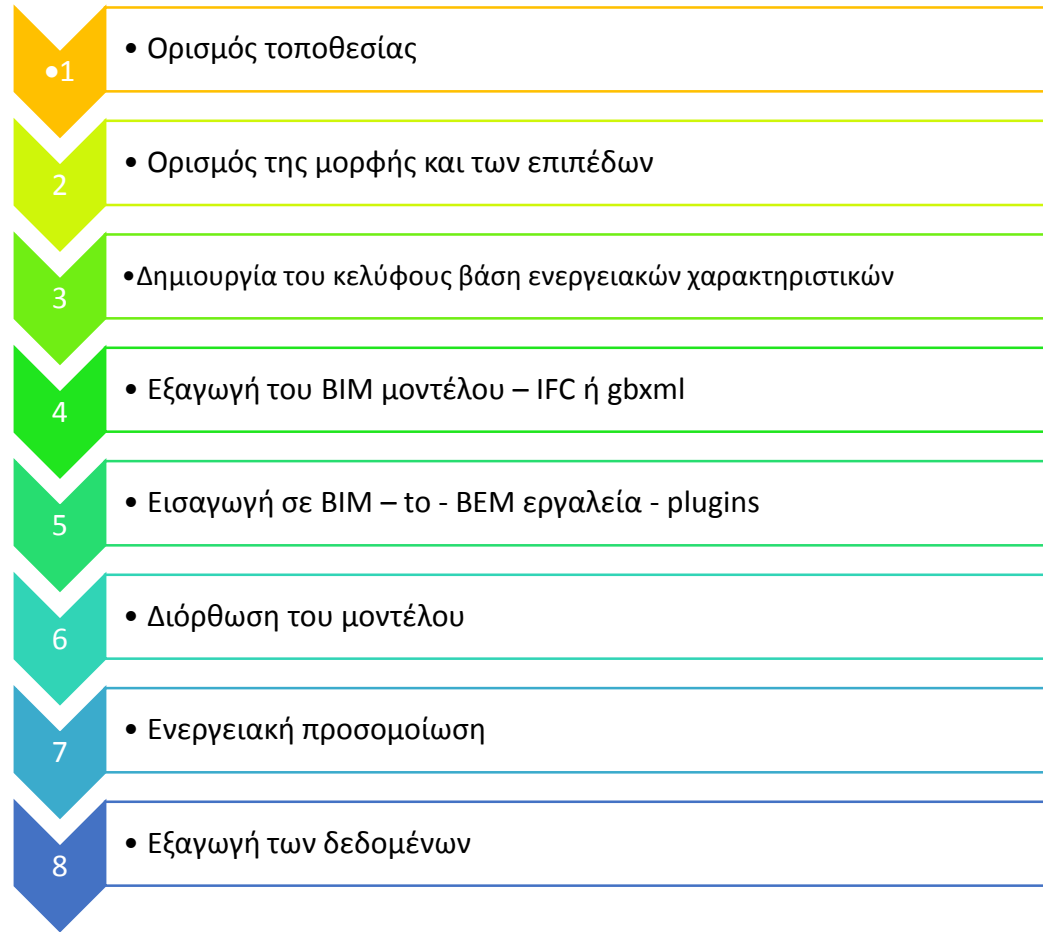 •1
• Ορισμός τοποθεσίας
2
• Ορισμός της μορφής και των επιπέδων
3
•Δημιουργία του κελύφους βάση ενεργειακών χαρακτηριστικών
4
• Εξαγωγή του BIM μοντέλου – IFC ή gbxml
5
• Εισαγωγή σε BIM – to - BEM εργαλεία - plugins
6
• Διόρθωση του μοντέλου
7
• Ενεργειακή προσομοίωση
8
• Εξαγωγή των δεδομένων